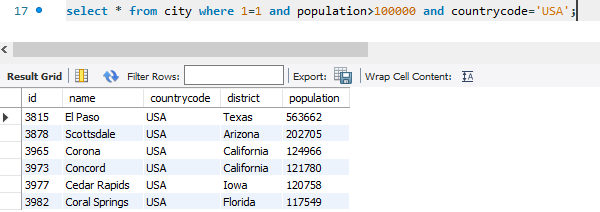 17 select * from city where 1=1 and population>100000 and countrycode='USA';
Result Grid Filter Rows: Export: Wrap Cell Content: IA
id name countrycode district population
3815 El Paso USA Texas 563662
3878 Scottsdale USA Arizona 202705
3965 Corona USA California 124966
3973 Concord USA California 121780
3977 Cedar Rapids USA Iowa 120758
3982 Coral Springs USA Florida 117549